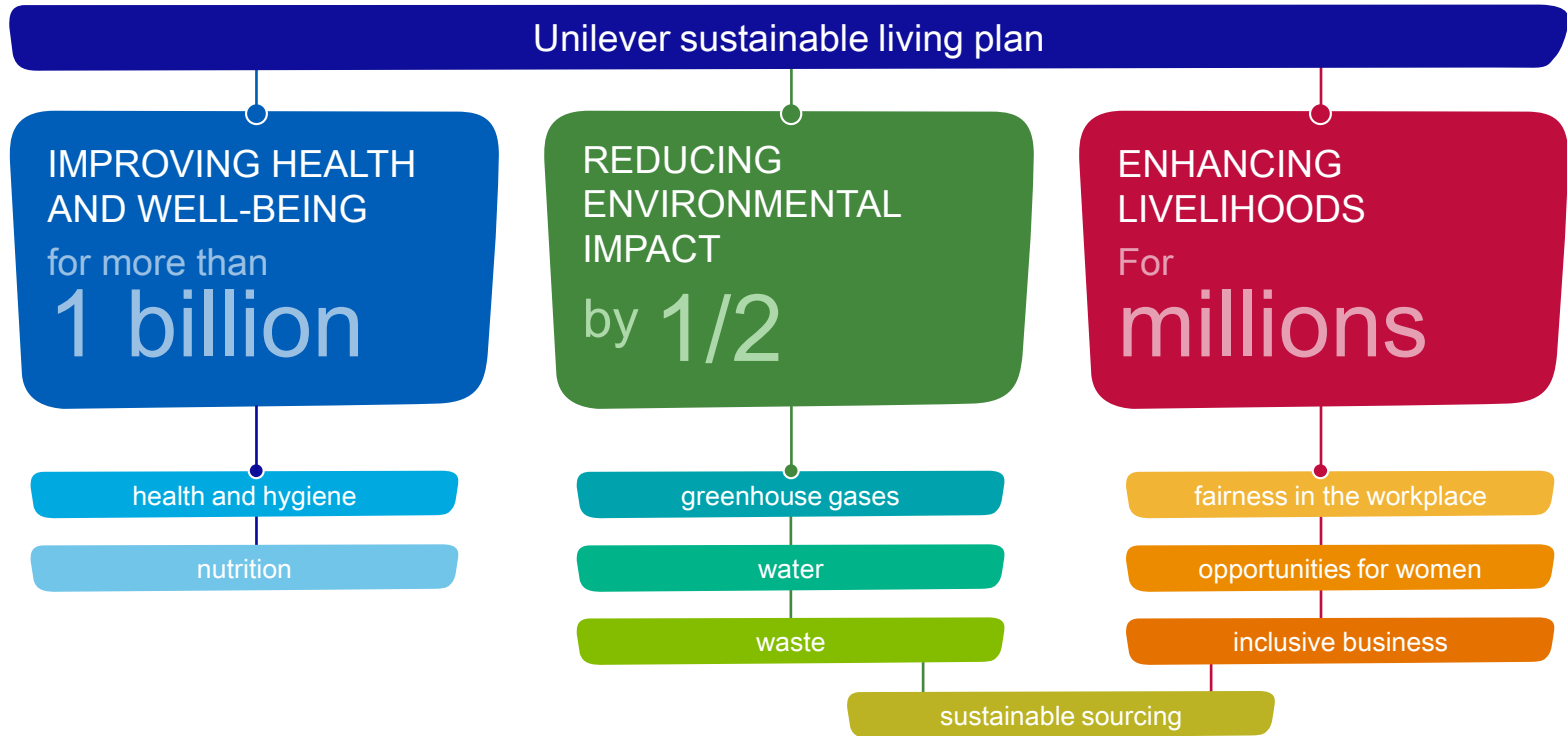 Unilever sustainable living plan
IMPROVING HEALTH
AND WELL-BEING
for more than
1 billion
health and hygiene
nutrition
REDUCING
ENVIRONMENTAL
IMPACT
by 1/2
greenhouse gases
water
waste
ENHANCING
LIVELIHOODS
For
millions
fairness in the workplace
opportunities for women
inclusive business
sustainable sourcing